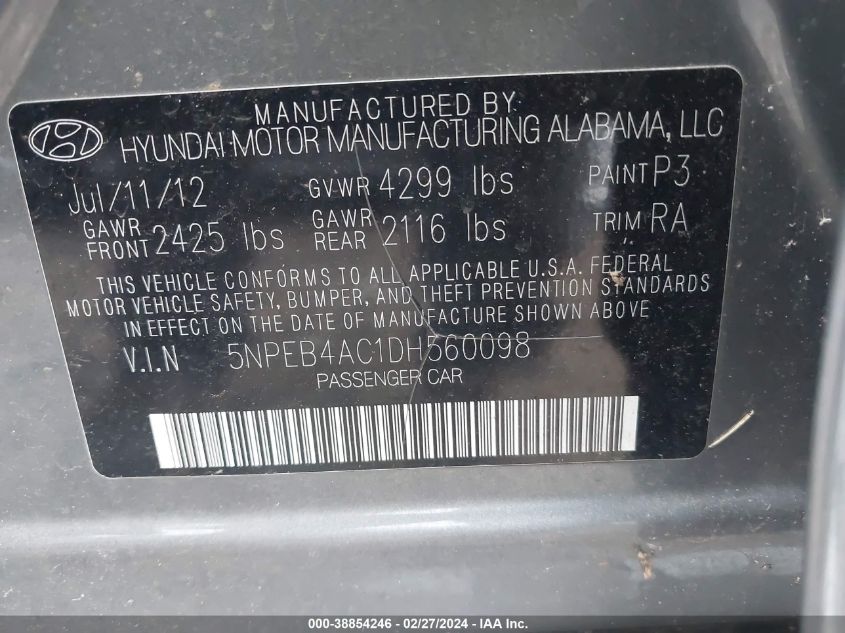 MANUFACTURED BY
HYUNDAI MOTOR MANUFACTURING ALABAMA, LLC
Jul/11/12 GVWR 4299 lbs PAINT P3
GAWR FRONT 2425 lbs GAWR REAR 2116 lbs TRIM RA
THIS VEHICLE CONFORMS TO ALL APPLICABLE U.S.A. FEDERAL
MOTOR VEHICLE SAFETY, BUMPER, AND THEFT PREVENTION STANDARDS
IN EFFECT ON THE DATE OF MANUFACTURE SHOWN ABOVE
V.I.N 5NPEB4AC1DH560098
PASSENGER CAR
000-38854246 - 02/27/2024 - IAA Inc.